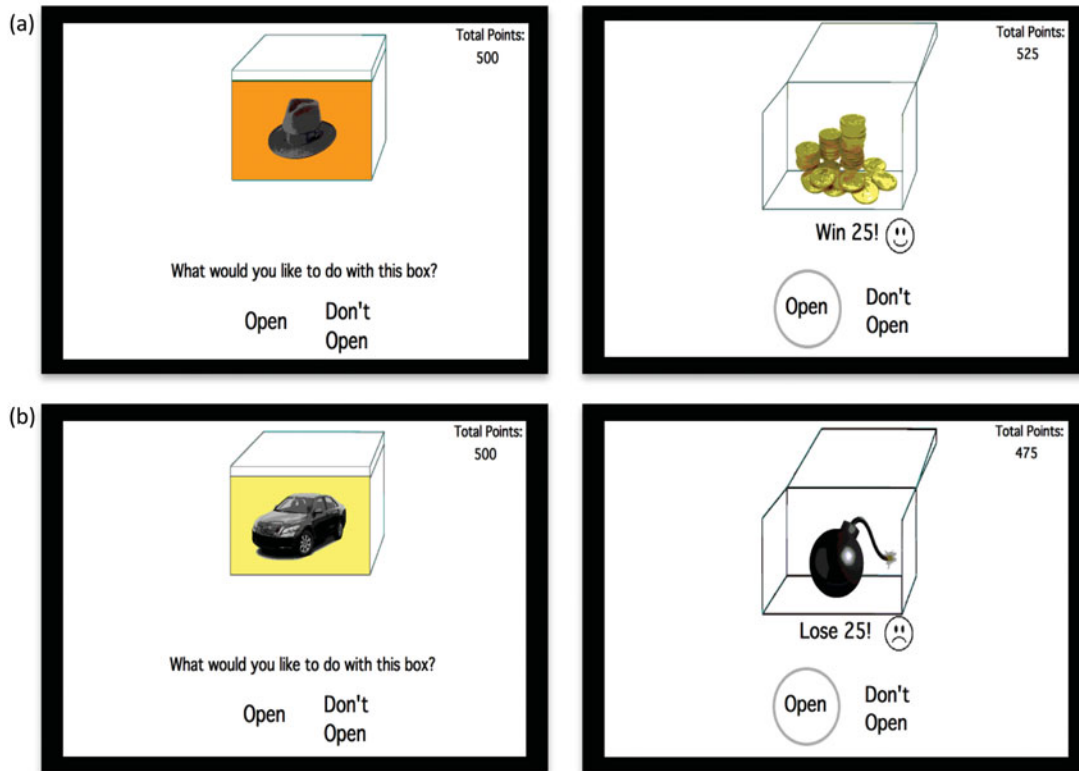 (a)
Total Points:
500
What would you like to do with this box?
Open
Don't
Open
Total Points:
525
Win 25!
Open
Don't
Open
(b)
Total Points:
500
What would you like to do with this box?
Open
Don't
Open
Total Points:
475
Lose 25!
Open
Don't
Open